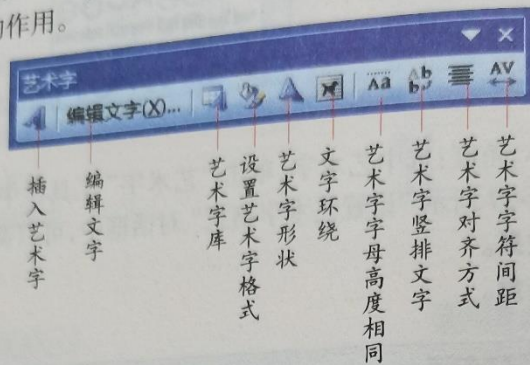 作用。
艺术字
编辑文字(X)...
Aa
Ab
AV
插入艺术字
编辑文字
艺术字库
设置艺术字格式
艺术字形状
文字环绕
艺术字字母高度相同
艺术字竖排文字
艺术字对齐方式
艺术字字符间距